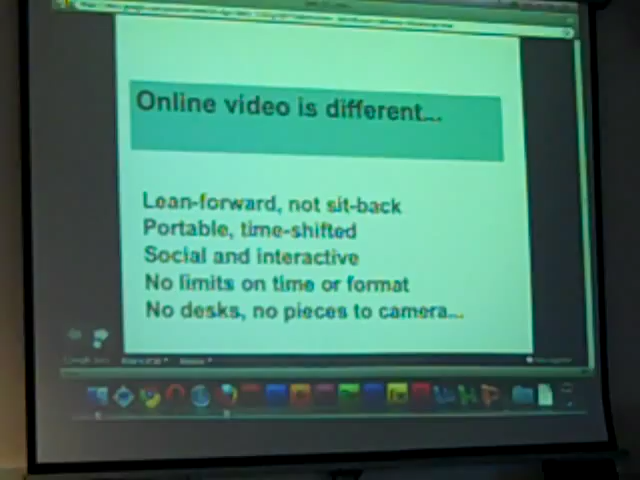 Online video is different...
Lean-forward, not sit-back
Portable, time-shifted
Social and interactive
No limits on time or format
No desks, no pieces to camera...